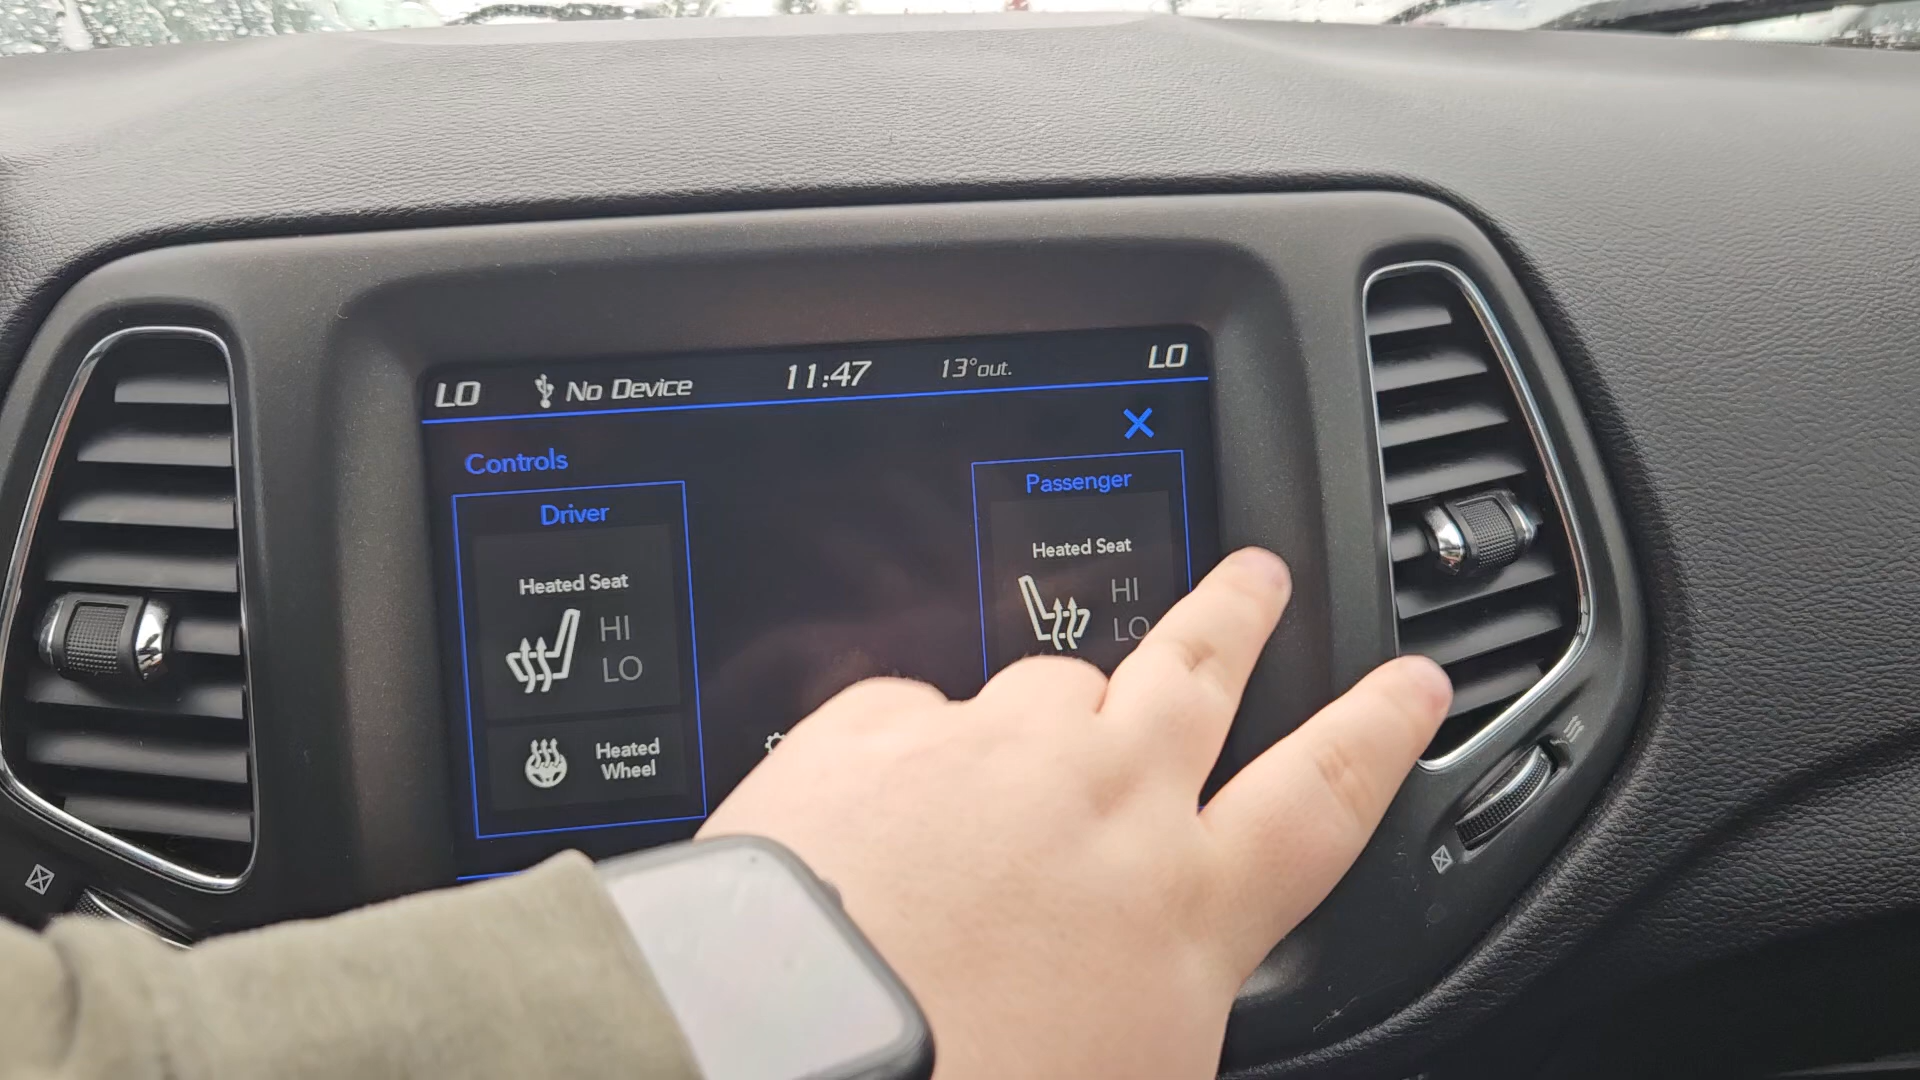 LO No Device 11:47 13°out. LO
Controls
Driver
Heated Seat
HI
LO
Heated
Wheel
Passenger
Heated Seat
HI
LO